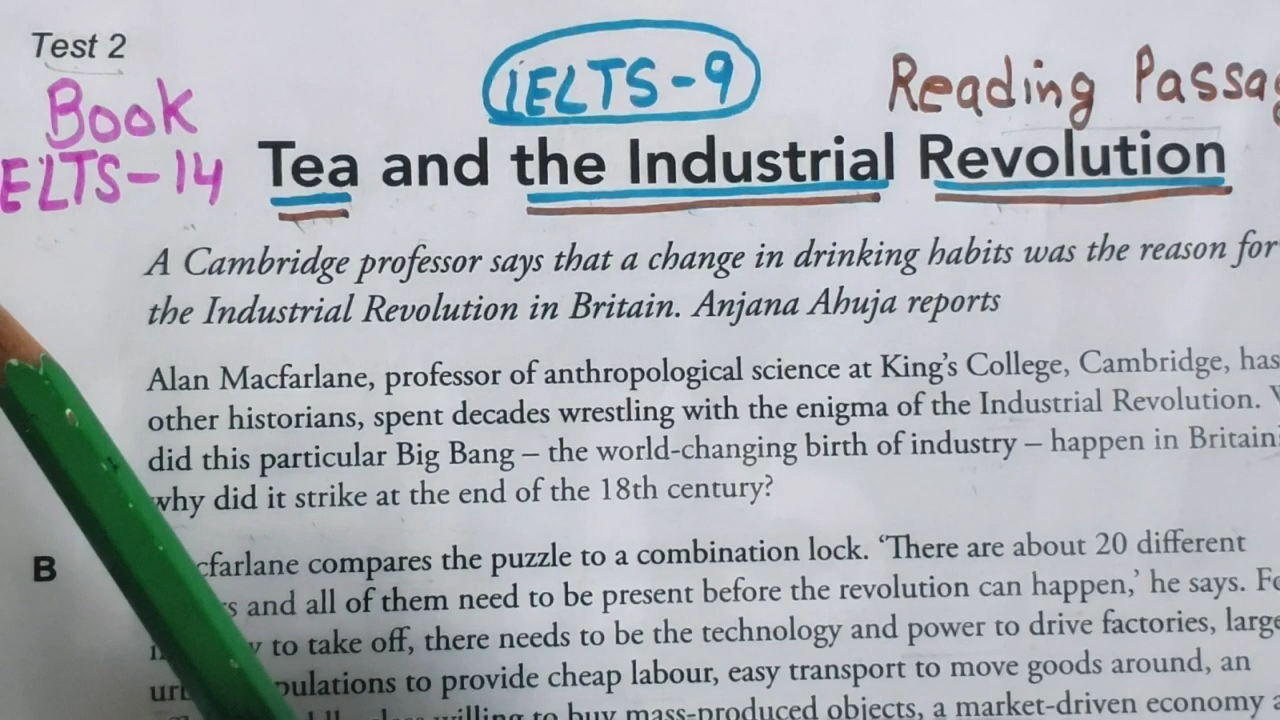 Test 2
IELTS-9
Reading
Book
ELTS-14
Tea and the Industrial Revolution
A Cambridge professor says that a change in drinking habits was the reason for
the Industrial Revolution in Britain. Anjana Ahuja reports
Alan Macfarlane, professor of anthropological science at King's College, Cambridge, has
other historians, spent decades wrestling with the enigma of the Industrial Revolution.
did this particular Big Bang – the world-changing birth of industry – happen in Britain
why did it strike at the end of the 18th century?
B
cfarlane compares the puzzle to a combination lock. 'There are about 20 different
and all of them need to be present before the revolution can happen,' he says.
to take off, there needs to be the technology and power to drive factories, large
to provide cheap labour, easy transport to move goods around, an
willing to buy mass-produced objects, a market-driven economy